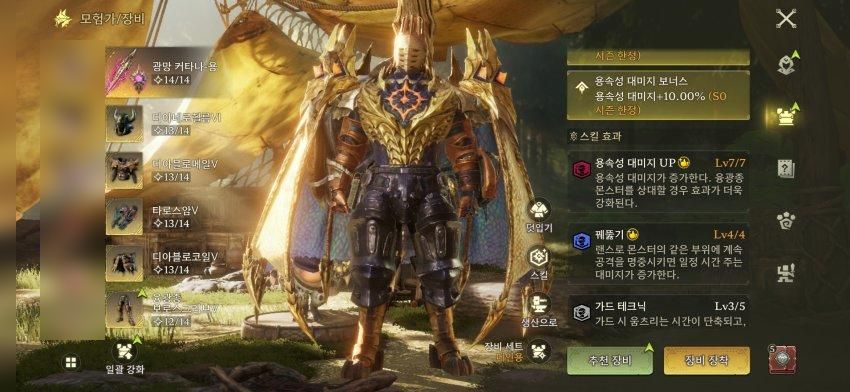 모험가/장비
광망 커타나-용
14/14
13/14
디아블로메일V
13/14
타로스암V
13/14
디아블로코일V
13/14
12/14
일괄 강화
덧입기
스킬
생산으로
장비 세트
메인용
시즌 한정)
용속성 대미지 보너스
용속성 대미지+10.00% (S0
시즌 한정)
스킬 효과
용속성 대미지 UP Lv7/7
용속성 대미지가 증가한다. 용광종
몬스터를 상대할 경우 효과가 더욱
강화된다.
꿰뚫기 Lv4/4
랜스로 몬스터의 같은 부위에 계속
공격을 명중시키면 일정 시간 주는
대미지가 증가한다.
가드 테크닉 Lv3/5
가드 시 움츠리는 시간이 단축되고,
추천 장비
장비 장착
5